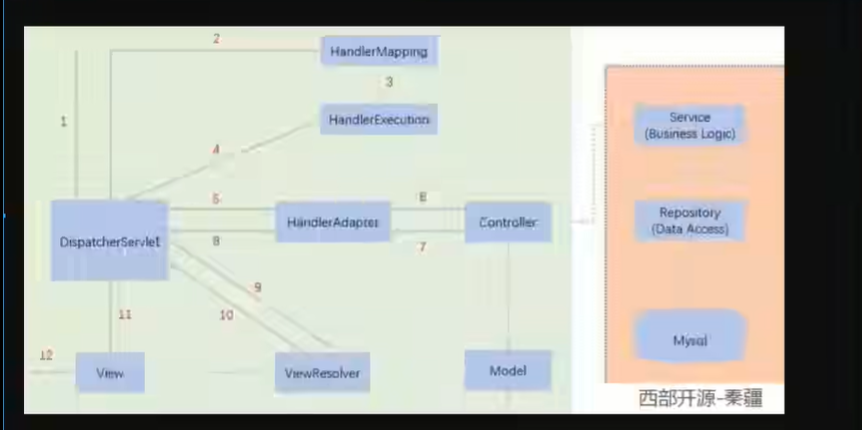 2
HandlerMapping
3
1
HandlerExecution
4
Service
(Business Logic)
5
6
DispatcherServlet
HandlerAdapter
Controller
Repository
(Data Access)
8
7
9
11
10
12
View
ViewResolver
Model
Mysql
西部开源-秦疆